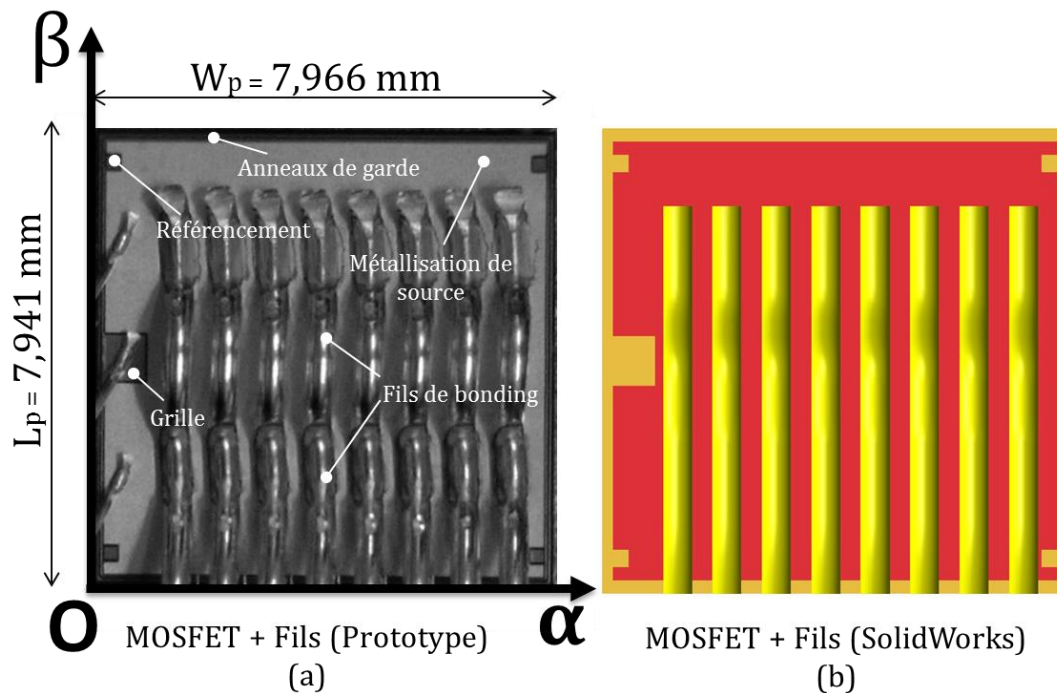 β
Wp = 7,966 mm
Lp = 7,941 mm
Anneaux de garde
Référencement
Métallisation de
source
Fils de bonding
Grille
O
α
MOSFET + Fils (Prototype)
(a)
MOSFET + Fils (SolidWorks)
(b)